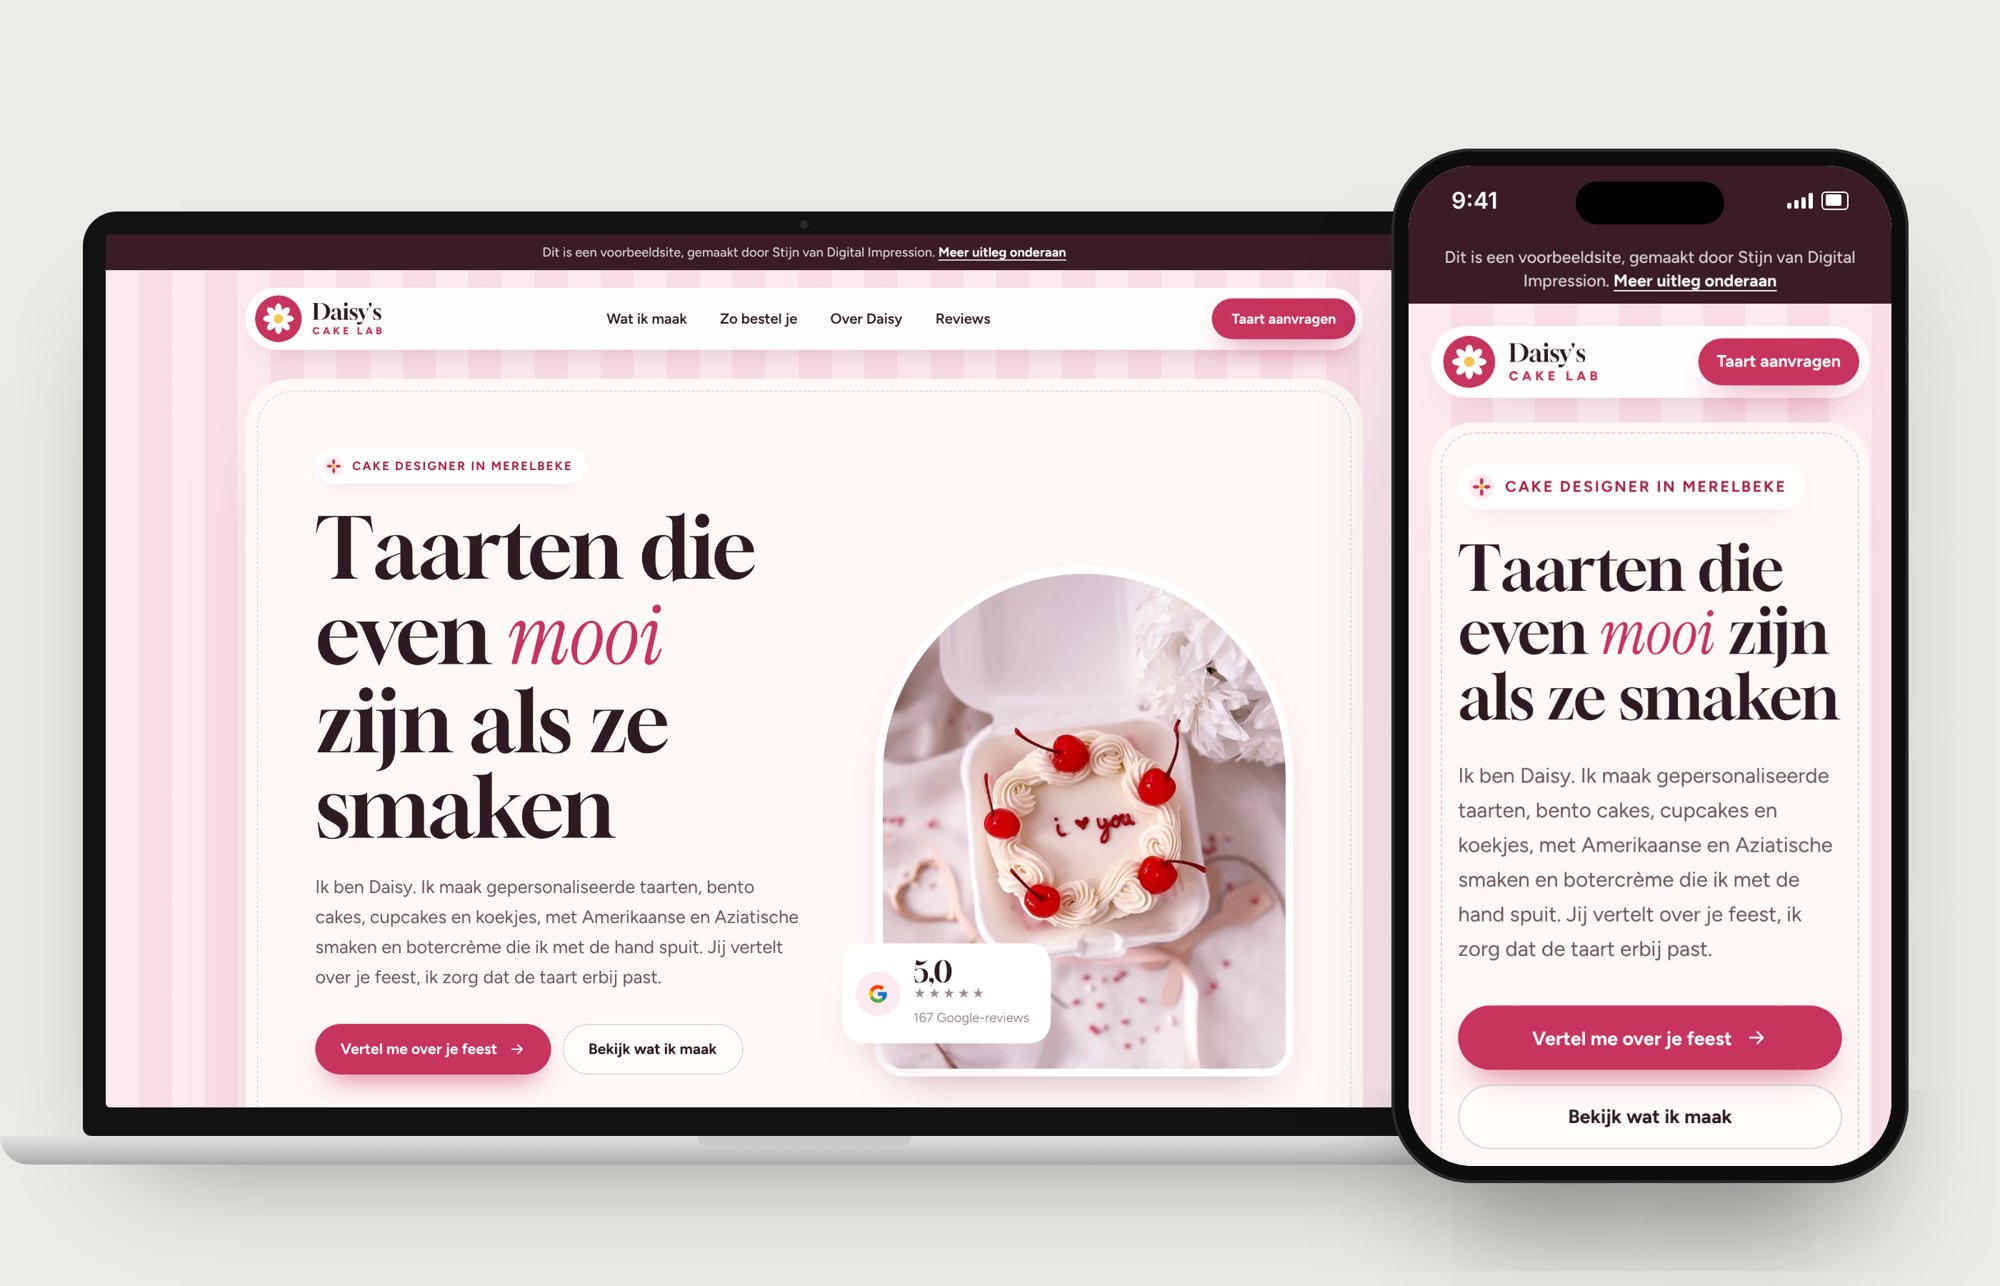 Dit is een voorbeeldsite, gemaakt door Stijn van Digital Impression. Meer uitleg onderaan
Daisy's
CAKE LAB
Wat ik maak
Zo bestel je
Over Daisy
Reviews
Taart aanvragen
CAKE DESIGNER IN MERELBEKE
Taarten die
even mooi
zijn als ze
smaken
Ik ben Daisy. Ik maak gepersonaliseerde taarten, bento
cakes, cupcakes en koekjes, met Amerikaanse en Aziatische
smaken en botercrème die ik met de hand spuit. Jij vertelt
over je feest, ik zorg dat de taart erbij past.
Vertel me over je feest →
Bekijk wat ik maak
i ♥ you
G
5,0
★★★★★
167 Google-reviews
9:41
Dit is een voorbeeldsite, gemaakt door Stijn van Digital
Impression. Meer uitleg onderaan
Daisy's
CAKE LAB
Taart aanvragen
CAKE DESIGNER IN MERELBEKE
Taarten die
even mooi zijn
als ze smaken
Ik ben Daisy. Ik maak gepersonaliseerde
taarten, bento cakes, cupcakes en
koekjes, met Amerikaanse en Aziatische
smaken en botercrème die ik met de
hand spuit. Jij vertelt over je feest, ik
zorg dat de taart erbij past.
Vertel me over je feest →
Bekijk wat ik maak